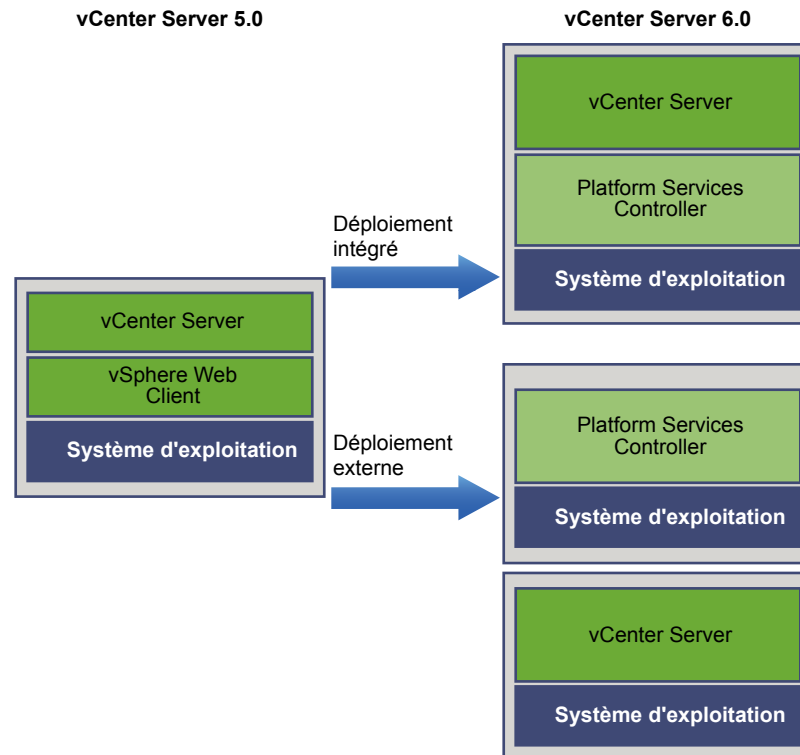 vCenter Server 5.0
vCenter Server 6.0
vCenter Server
vSphere Web
Client
Système d'exploitation
Déploiement
intégré
vCenter Server
Platform Services
Controller
Système d'exploitation
Déploiement
externe
Platform Services
Controller
Système d'exploitation
vCenter Server
Système d'exploitation